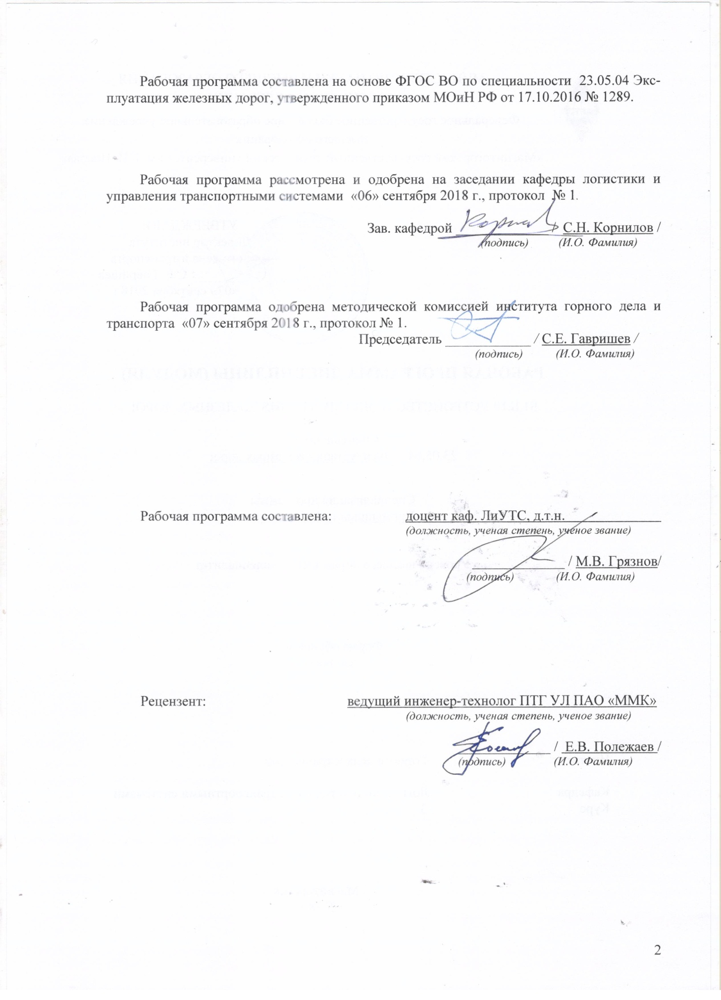 Рабочая программа составлена на основе ФГОС ВО по специальности 23.05.04 Экс-
плуатация железных дорог, утвержденного приказом МОиН РФ от 17.10.2016 № 1289.
Рабочая программа рассмотрена и одобрена на заседании кафедры логистики и
управления транспортными системами «06» сентября 2018 г., протокол № 1.
Зав. кафедрой _____________ / С.Н. Корнилов /
(подпись) (И.О. Фамилия)
Рабочая программа одобрена методической комиссией института горного дела и
транспорта «07» сентября 2018 г., протокол № 1.
Председатель _____________ / С.Е. Гавришев /
(подпись) (И.О. Фамилия)
Рабочая программа составлена: доцент каф. ЛиУТС, д.т.н.
(должность, ученая степень, ученое звание)
_____________ / М.В. Грязнов/
(подпись) (И.О. Фамилия)
Рецензент: ведущий инженер-технолог ПТГ УЛ ПАО «ММК»
(должность, ученая степень, ученое звание)
_____________ / Е.В. Полежаев /
(подпись) (И.О. Фамилия)
2